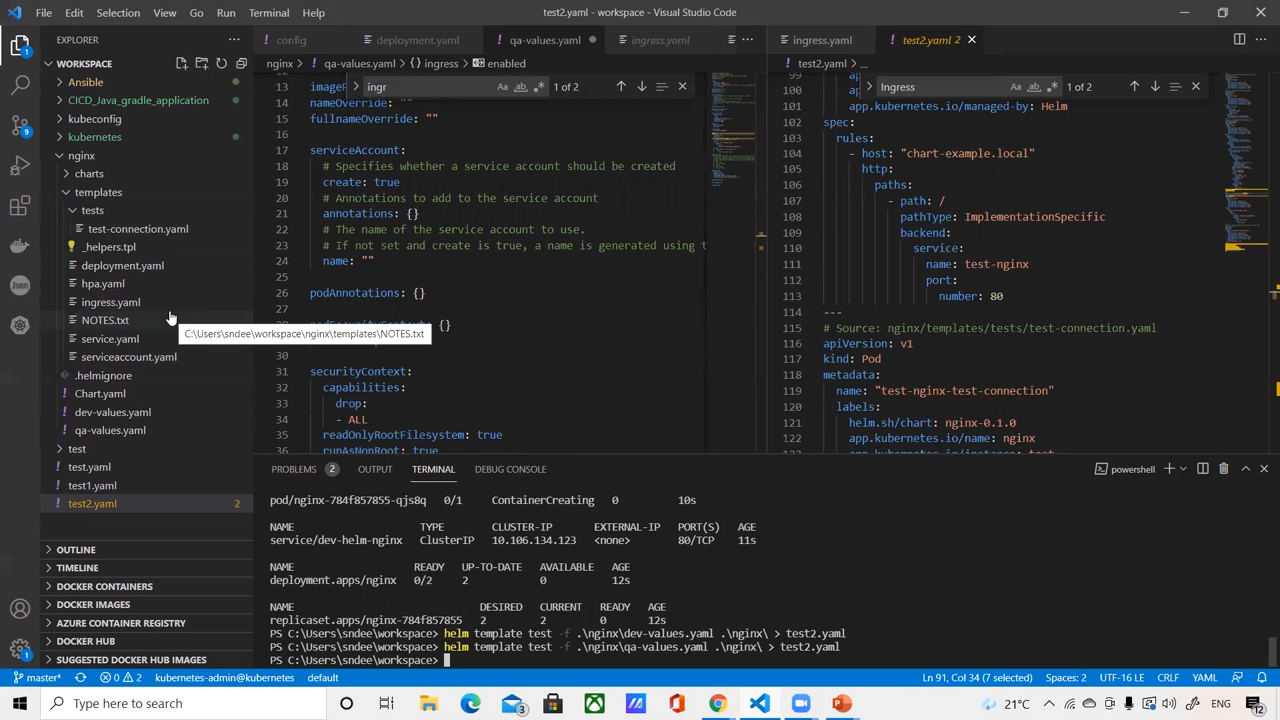 File Edit Selection View Go Run Terminal Help
test2.yaml - workspace - Visual Studio Code
EXPLORER
WORKSPACE
Ansible
CICD_Java_gradle_application
kubeconfig
kubernetes
nginx
charts
templates
tests
test-connection.yaml
_helpers.tpl
deployment.yaml
hpa.yaml
ingress.yaml
NOTES.txt
service.yaml
serviceaccount.yaml
.helmignore
Chart.yaml
dev-values.yaml
qa-values.yaml
test
test.yaml
test1.yaml
test2.yaml 2
OUTLINE
TIMELINE
DOCKER CONTAINERS
DOCKER IMAGES
AZURE CONTAINER REGISTRY
DOCKER HUB
SUGGESTED DOCKER HUB IMAGES
config deployment.yaml qa-values.yaml ingress.yaml
nginx > qa-values.yaml > {} ingress > enabled
ingr Aa ab 1 of 2
13
15 nameOverride: ""
fullnameOverride: ""
16
17 serviceAccount:
18 # Specifies whether a service account should be created
19 create: true
20 # Annotations to add to the service account
21 annotations: {}
22 # The name of the service account to use.
23 # If not set and create is true, a name is generated using t
24 name: ""
25
26 podAnnotations: {}
27
{}
C:\Users\sndee\workspace\nginx\templates\NOTES.txt
30
31 securityContext:
32 capabilities:
33 drop:
34 - ALL
35 readOnlyRootFilesystem: true
36 runAsNonRoot: true
ingress.yaml test2.yaml 2
test2.yaml > ...
Ingress Aa ab 1 of 2
99
101 app.kubernetes.io/managed-by: Helm
102 spec:
rules:
104 - host: "chart-example.local"
105 http:
106 paths:
107 - path: /
108 pathType: ImplementationSpecific
109 backend:
110 service:
111 name: test-nginx
112 port:
113 number: 80
114 ---
115 # Source: nginx/templates/tests/test-connection.yaml
116 apiVersion: v1
117 kind: Pod
118 metadata:
119 name: "test-nginx-test-connection"
120 labels:
121 helm.sh/chart: nginx-0.1.0
122 app.kubernetes.io/name: nginx
PROBLEMS 2 OUTPUT TERMINAL DEBUG CONSOLE
powershell
pod/nginx-784f857855-qjs8q 0/1 ContainerCreating 0 10s
NAME TYPE CLUSTER-IP EXTERNAL-IP PORT(S) AGE
service/dev-helm-nginx ClusterIP 10.106.134.123 <none> 80/TCP 11s
NAME READY UP-TO-DATE AVAILABLE AGE
deployment.apps/nginx 0/2 2 0 12s
NAME DESIRED CURRENT READY AGE
replicaset.apps/nginx-784f857855 2 2 0 12s
PS C:\Users\sndee\workspace> helm template test -f .\nginx\dev-values.yaml .\nginx\ > test2.yaml
PS C:\Users\sndee\workspace> helm template test -f .\nginx\qa-values.yaml .\nginx\ > test2.yaml
PS C:\Users\sndee\workspace>
master* 0 2 kubernetes-admin@kubernetes default
Ln 91, Col 34 (7 selected) Spaces: 2 UTF-16 LE CRLF YAML
Type here to search
21°C ENG